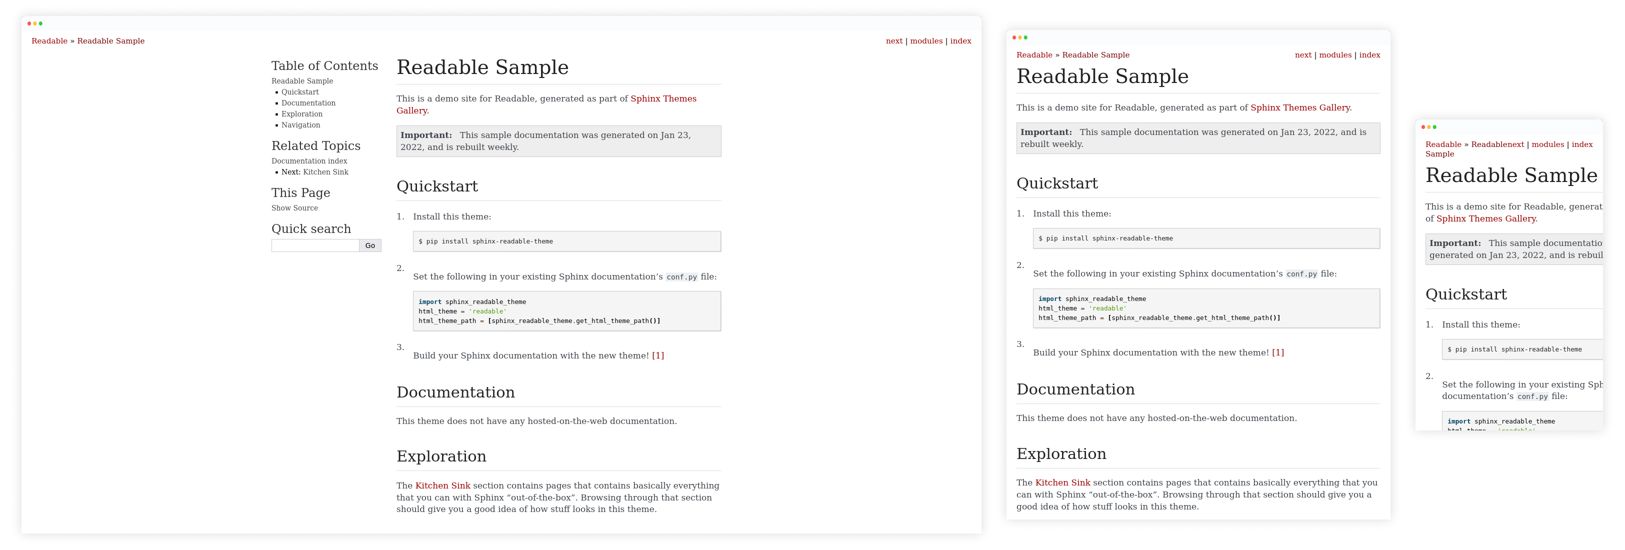 Readable » Readable Sample
next | modules | index
Table of Contents
Readable Sample
Quickstart
Documentation
Exploration
Navigation
Related Topics
Documentation index
Next: Kitchen Sink
This Page
Show Source
Quick search
Go
Readable Sample
This is a demo site for Readable, generated as part of Sphinx Themes
Gallery.
Important: This sample documentation was generated on Jan 23,
2022, and is rebuilt weekly.
Quickstart
1. Install this theme:
$ pip install sphinx-readable-theme
2.
Set the following in your existing Sphinx documentation’s conf.py file:
import sphinx_readable_theme
html_theme = 'readable'
html_theme_path = [sphinx_readable_theme.get_html_theme_path()]
3.
Build your Sphinx documentation with the new theme! [1]
Documentation
This theme does not have any hosted-on-the-web documentation.
Exploration
The Kitchen Sink section contains pages that contains basically everything
that you can with Sphinx “out-of-the-box”. Browsing through that section
should give you a good idea of how stuff looks in this theme.
Readable » Readable Sample
next | modules | index
Readable Sample
This is a demo site for Readable, generated as part of Sphinx Themes Gallery.
Important: This sample documentation was generated on Jan 23, 2022, and is
rebuilt weekly.
Quickstart
1. Install this theme:
$ pip install sphinx-readable-theme
2.
Set the following in your existing Sphinx documentation’s conf.py file:
import sphinx_readable_theme
html_theme = 'readable'
html_theme_path = [sphinx_readable_theme.get_html_theme_path()]
3.
Build your Sphinx documentation with the new theme! [1]
Documentation
This theme does not have any hosted-on-the-web documentation.
Exploration
The Kitchen Sink section contains pages that contains basically everything that you
can with Sphinx “out-of-the-box”. Browsing through that section should give you a
good idea of how stuff looks in this theme.
Readable » Readable next | modules | index
Sample
Readable Sample
This is a demo site for Readable, generat
of Sphinx Themes Gallery.
Important: This sample documentatio
generated on Jan 23, 2022, and is rebuil
Quickstart
1. Install this theme:
$ pip install sphinx-readable-theme
2.
Set the following in your existing Sph
documentation’s conf.py file:
import sphinx_readable_theme